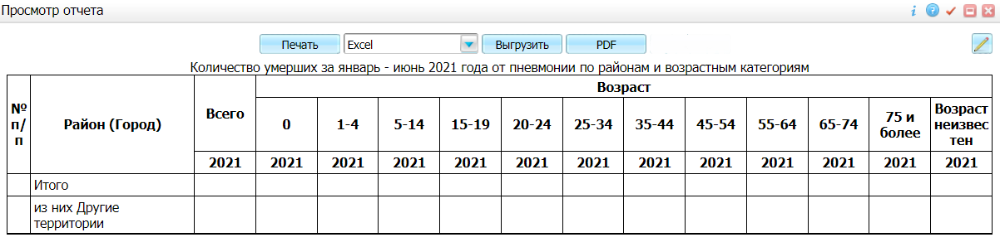 Просмотр отчета
Печать Excel Выгрузить PDF
Количество умерших за январь - июнь 2021 года от пневмонии по районам и возрастным категориям
№ п/п Район (Город) Всего Возраст
0 1-4 5-14 15-19 20-24 25-34 35-44 45-54 55-64 65-74 75 и более Возраст неизвестен
2021 2021 2021 2021 2021 2021 2021 2021 2021 2021 2021 2021 2021
Итого
из них Другие
территории